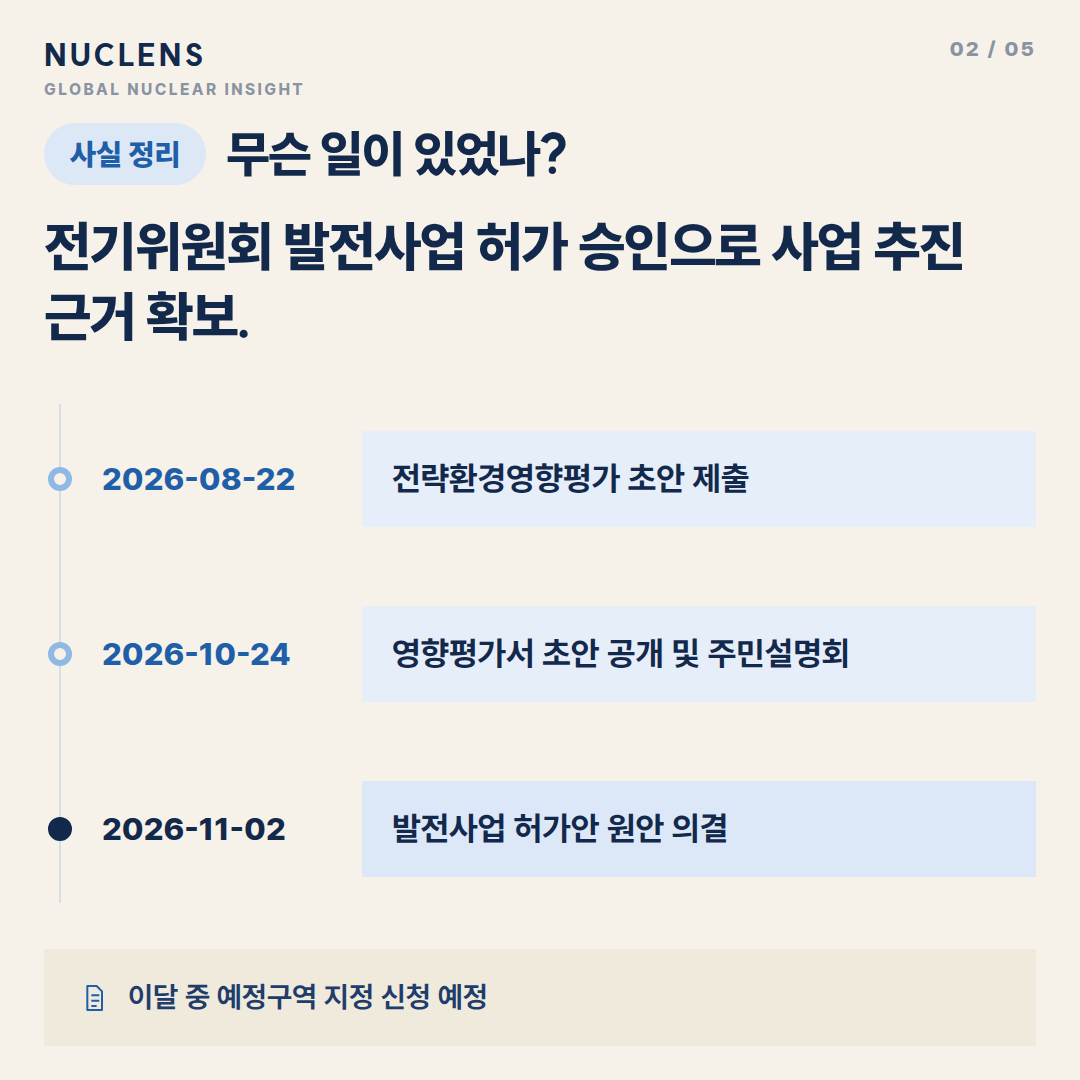 NUCLENS
02 / 05
GLOBAL NUCLEAR INSIGHT
사실 정리
무슨 일이 있었나?
전기위원회 발전사업 허가 승인으로 사업 추진
근거 확보.
2026-08-22
전략환경영향평가 초안 제출
2026-10-24
영향평가서 초안 공개 및 주민설명회
2026-11-02
발전사업 허가안 원안 의결
이달 중 예정구역 지정 신청 예정